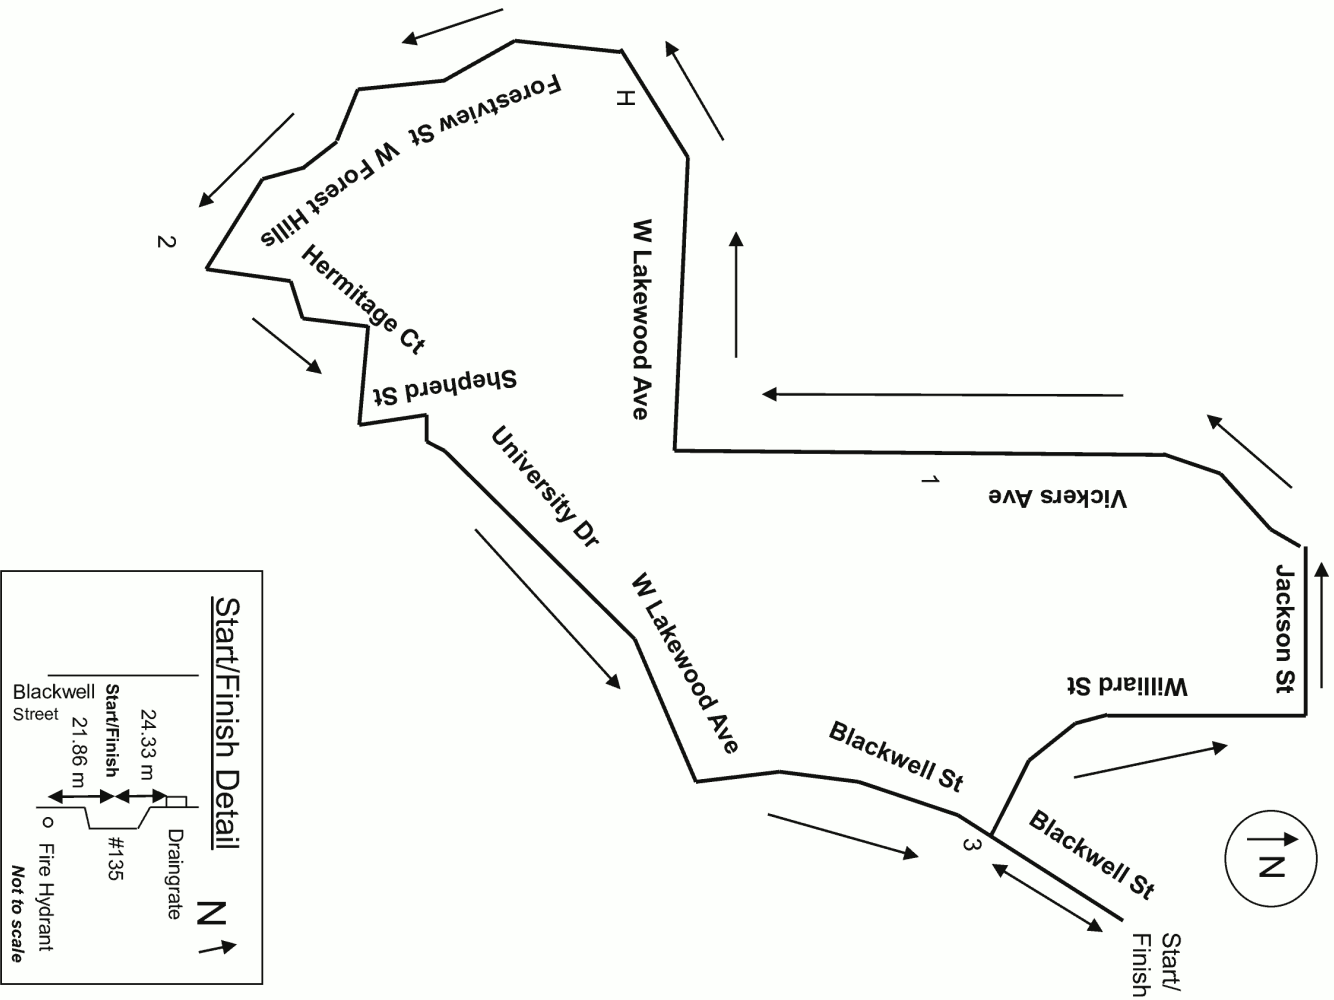 Forestview St
W Forest Hills
H
2
Hermitage Ct
Shepherd St
W Lakewood Ave
1
Vickers Ave
University Dr
Jackson St
W Lakewood Ave
Williard St
Blackwell St
3
Blackwell St
N
Start/
Finish
Start/Finish Detail
N
Blackwell
Street
Start/Finish
24.33 m
21.86 m
#135
Draingrate
Fire Hydrant
Not to scale